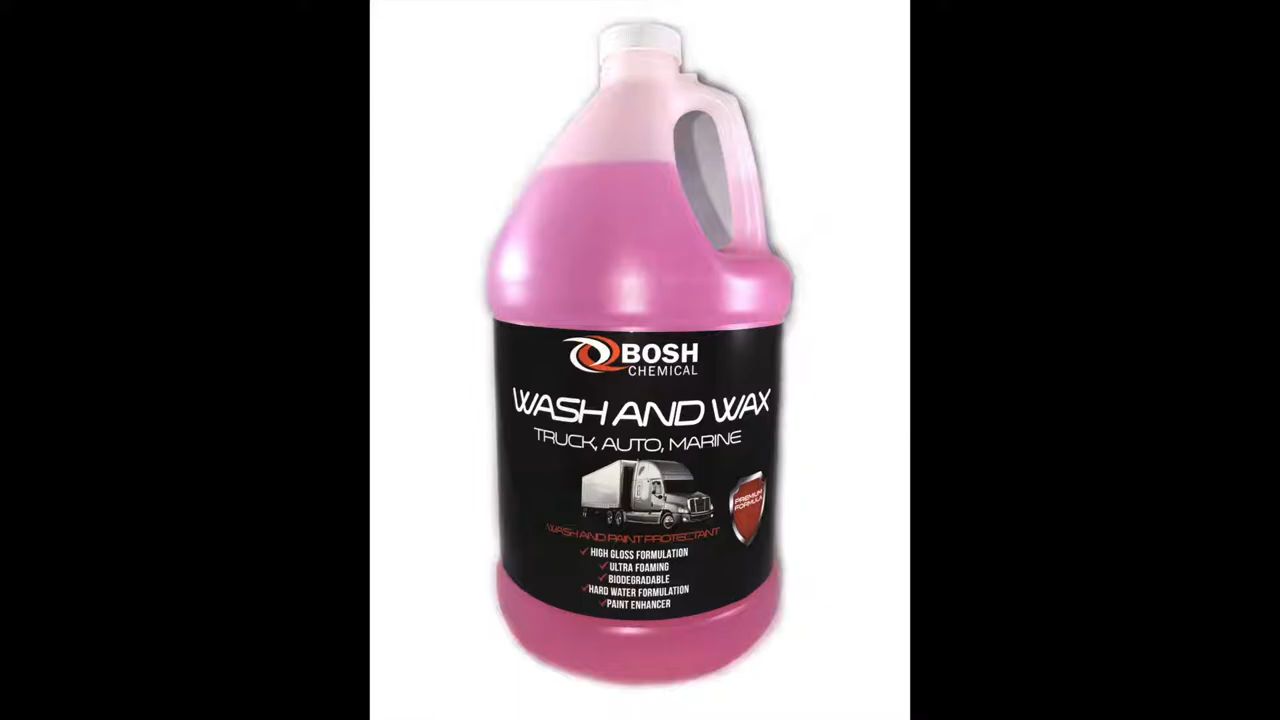 BOSH
CHEMICAL
WASH AND WAX
TRUCK, AUTO, MARINE
PREMIUM
FORMULA
WASH AND PAINT PROTECTANT
HIGH GLOSS FORMULATION
ULTRA FOAMING
BIODEGRADABLE
HARD WATER FORMULATION
PAINT ENHANCER